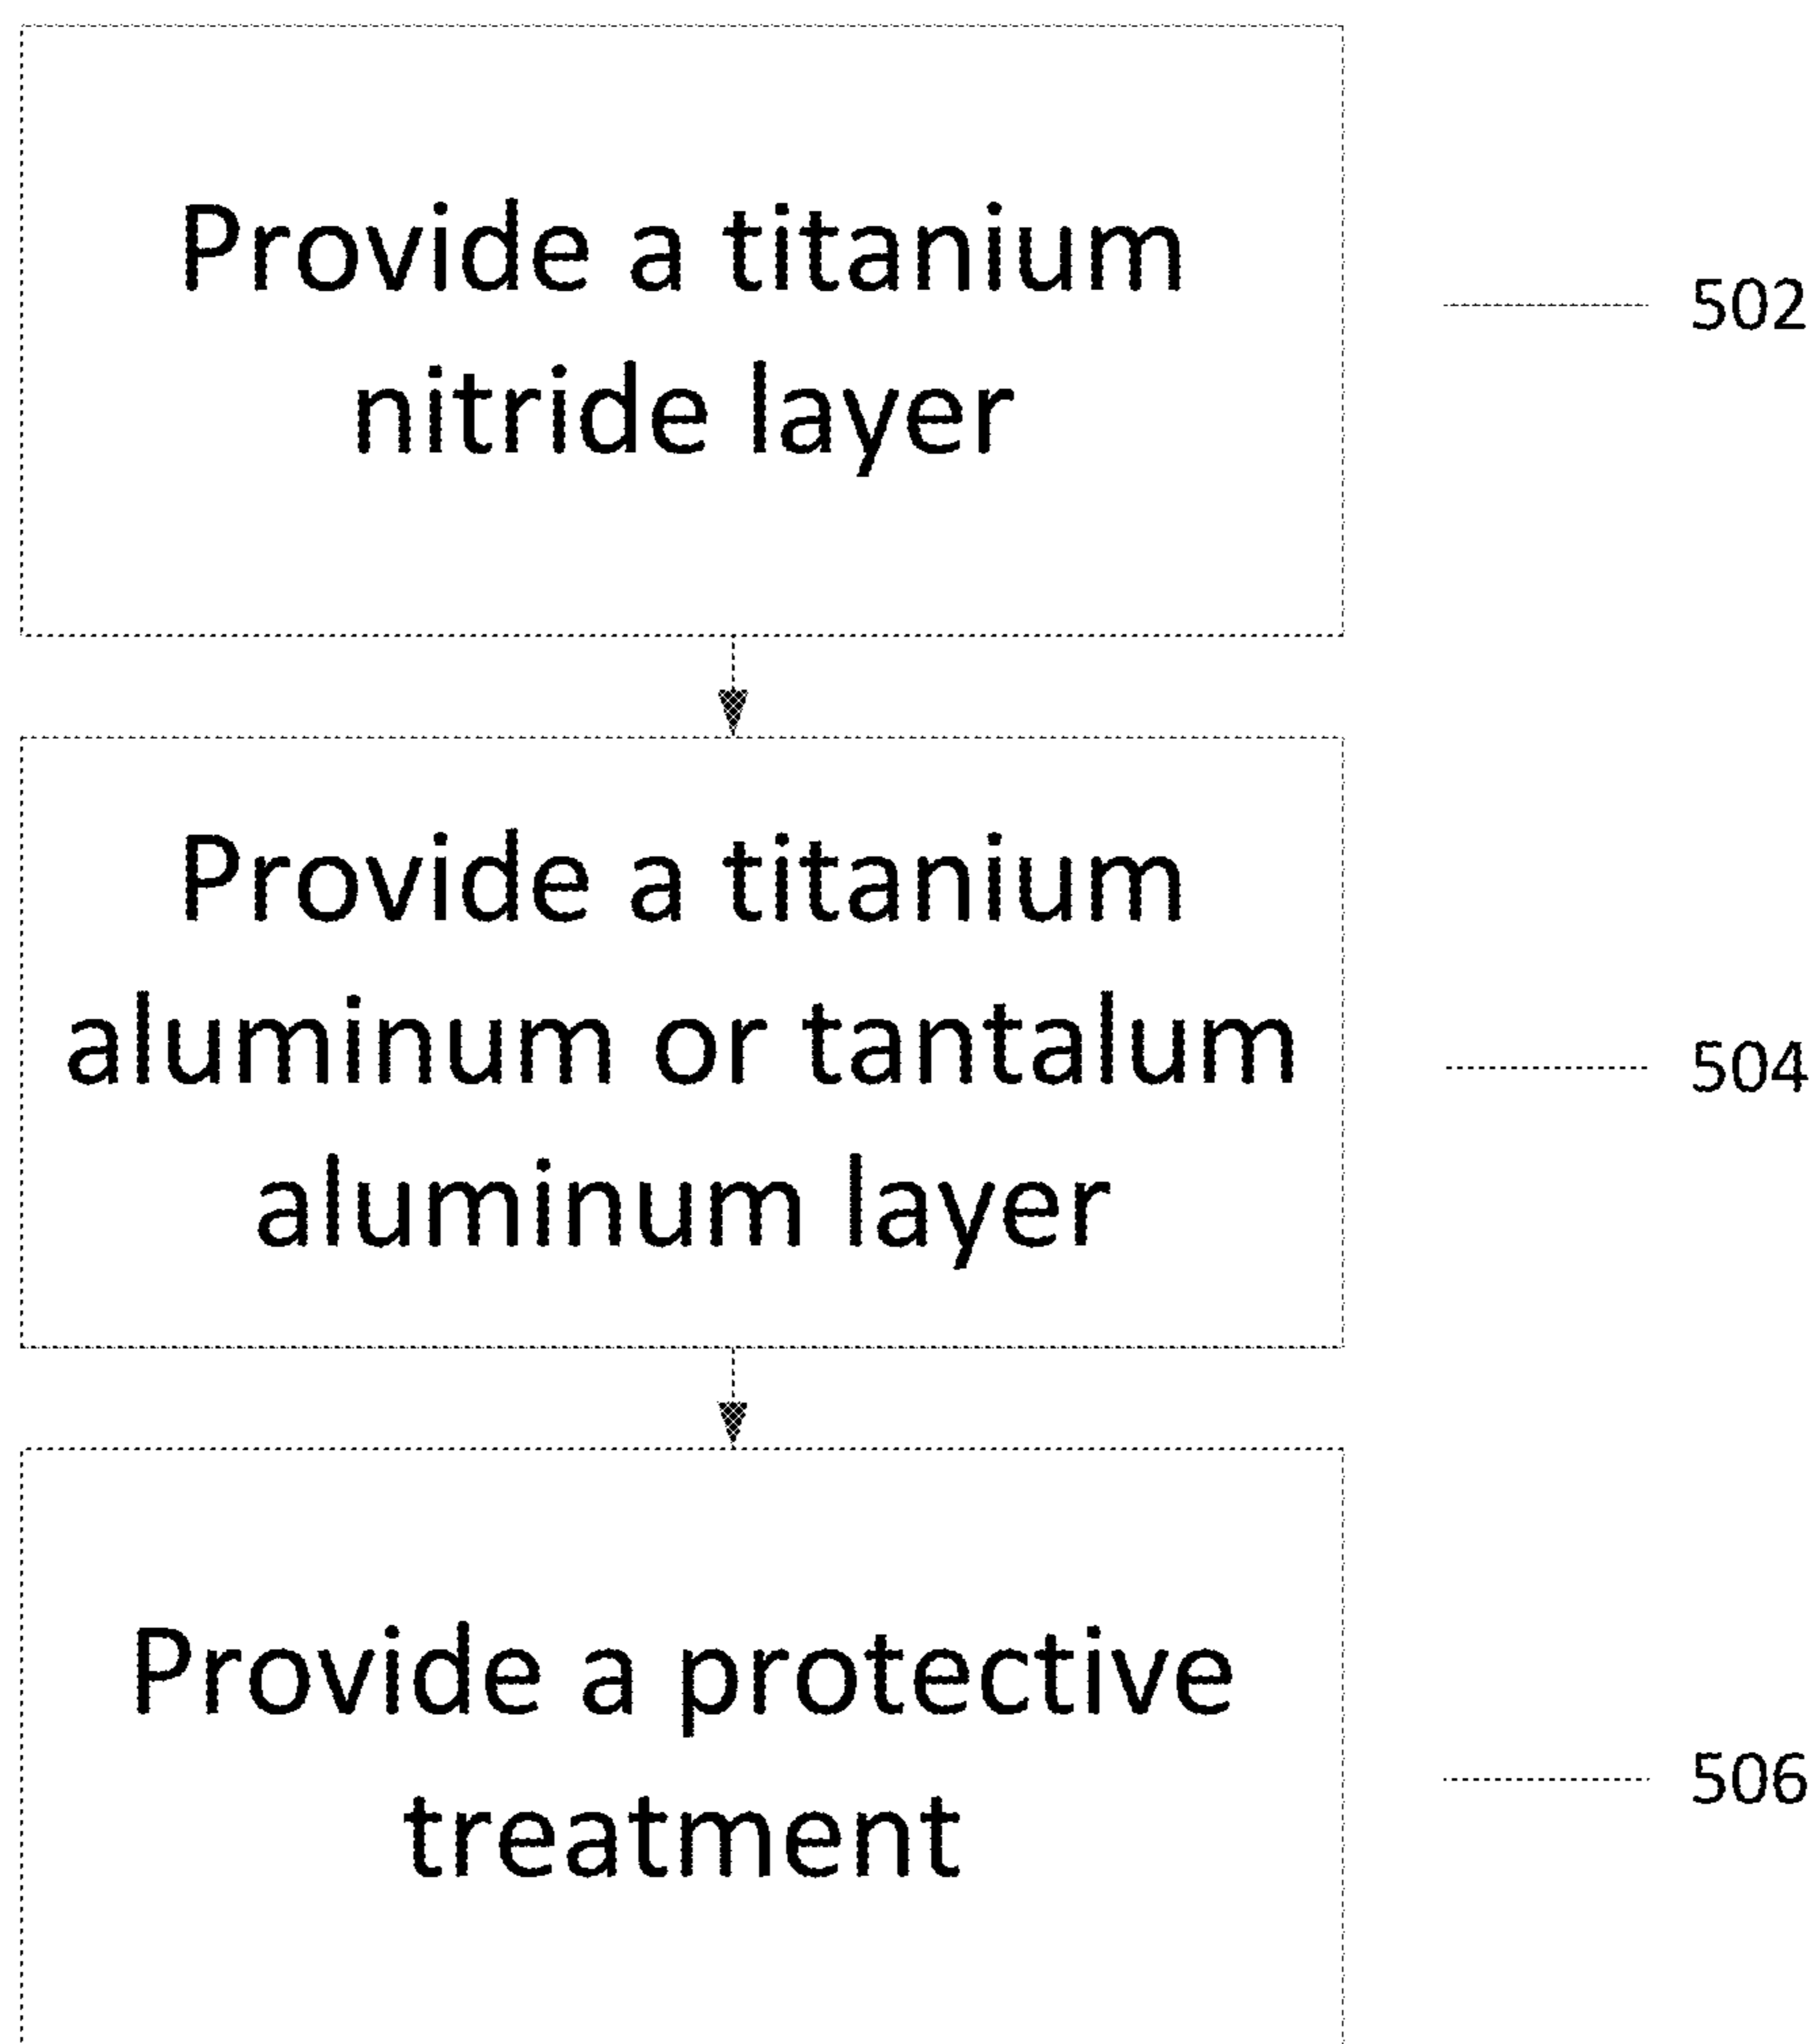 Provide a titanium
nitride layer
502
Provide a titanium
aluminum or tantalum
aluminum layer
504
Provide a protective
treatment
506